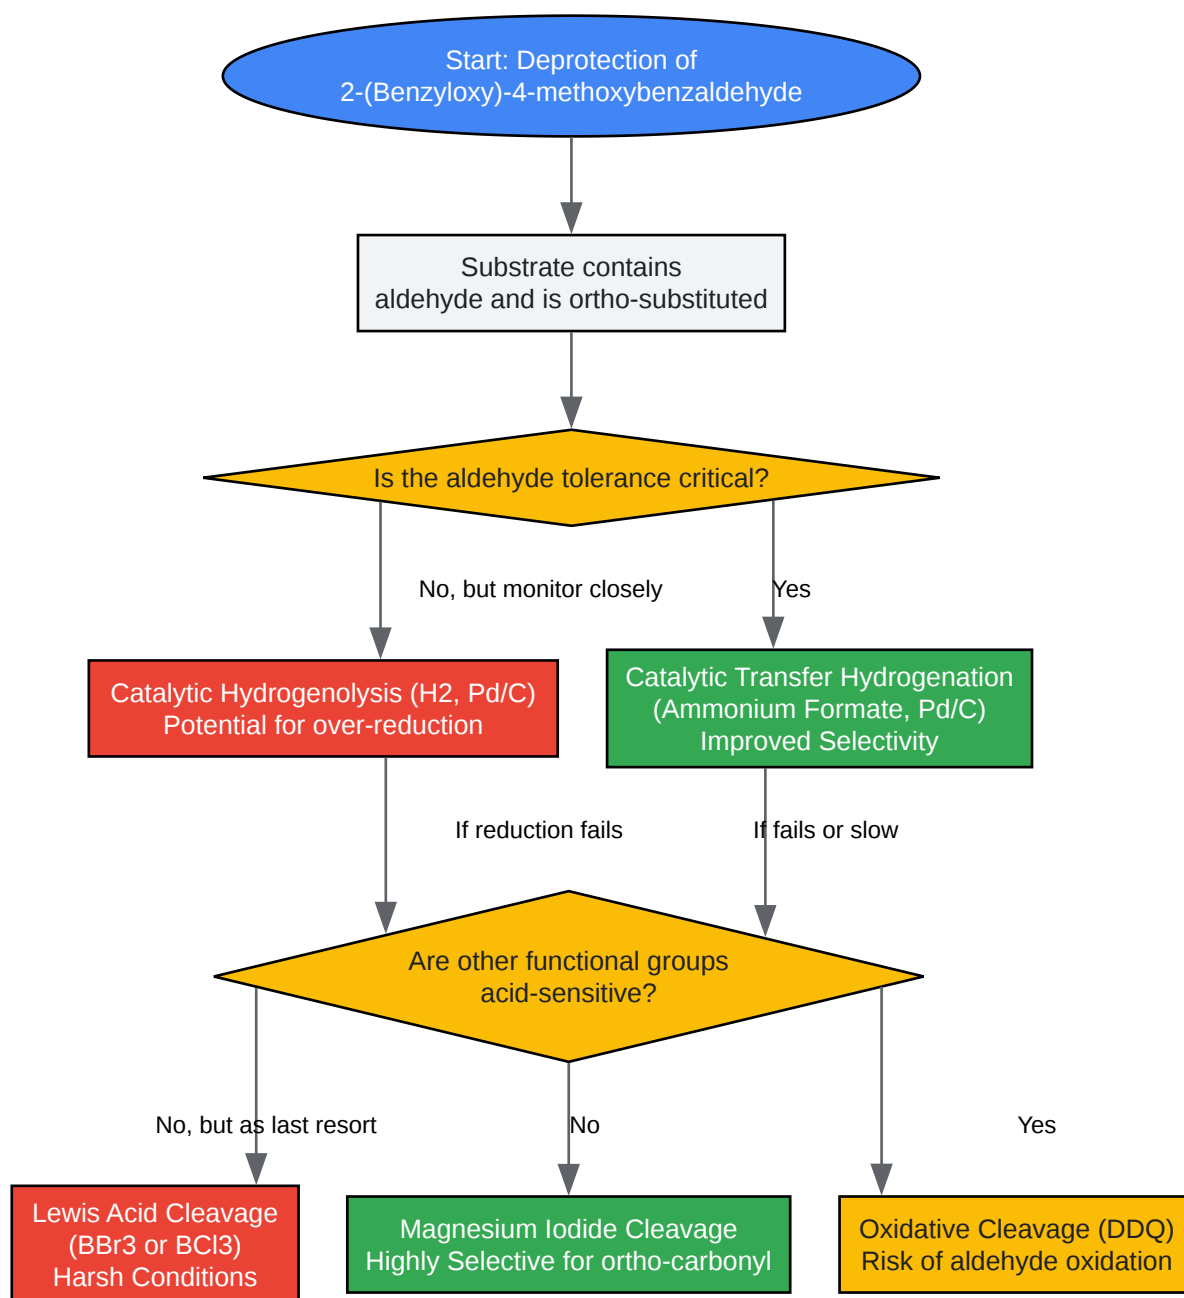 Start: Deprotection of
2-(Benzyloxy)-4-methoxybenzaldehyde
Substrate contains
aldehyde and is ortho-substituted
Is the aldehyde tolerance critical?
No, but monitor closely
Yes
Catalytic Hydrogenolysis (H2, Pd/C)
Potential for over-reduction
Catalytic Transfer Hydrogenation
(Ammonium Formate, Pd/C)
Improved Selectivity
If reduction fails
If fails or slow
Are other functional groups
acid-sensitive?
No, but as last resort
No
Yes
Lewis Acid Cleavage
(BBr3 or BCl3)
Harsh Conditions
Magnesium Iodide Cleavage
Highly Selective for ortho-carbonyl
Oxidative Cleavage (DDQ)
Risk of aldehyde oxidation